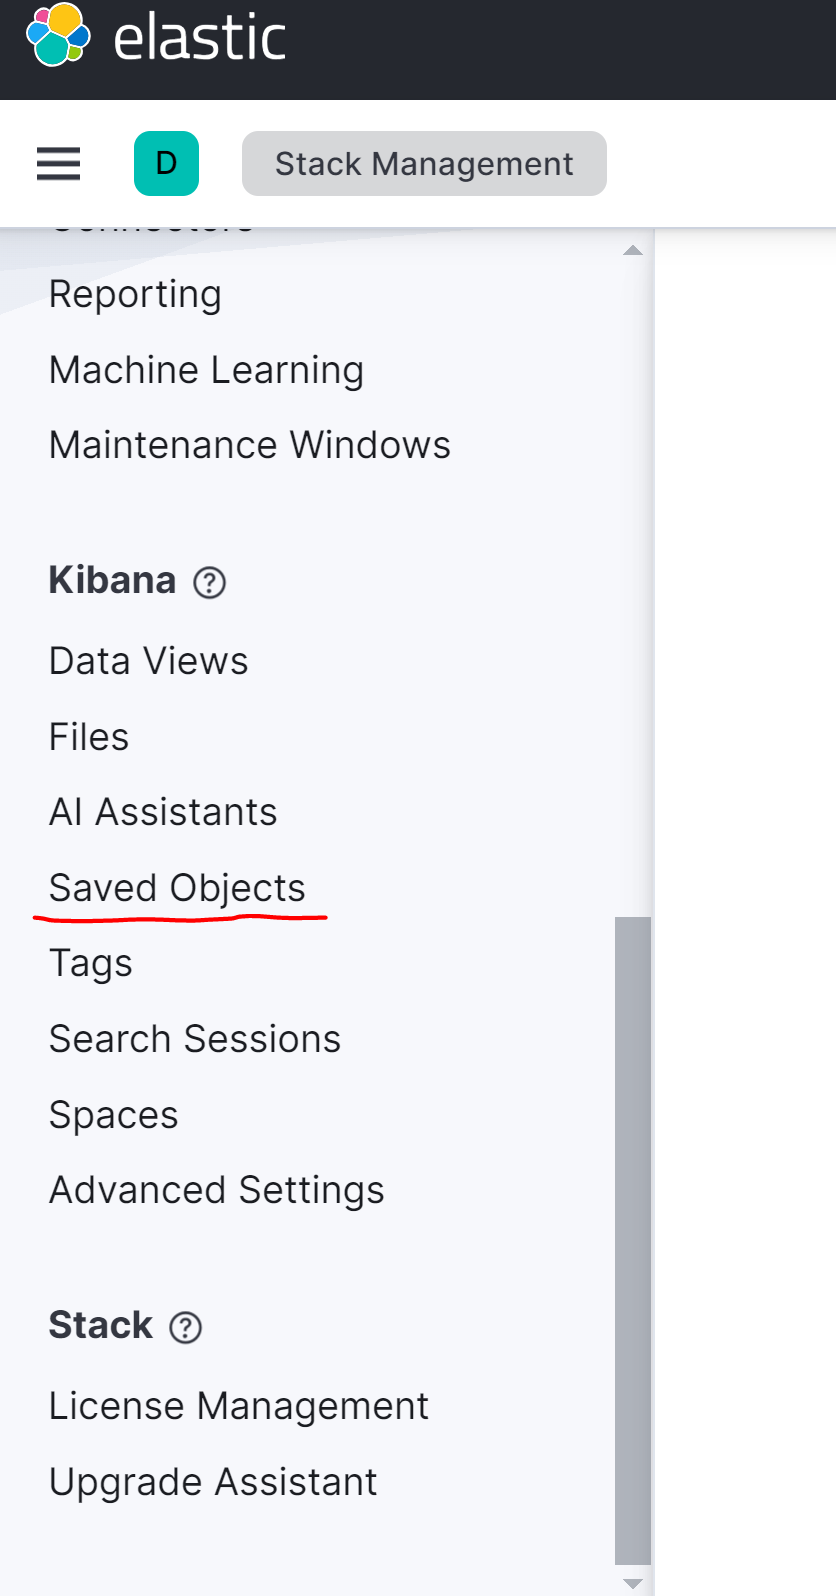 elastic
D
Stack Management
Connectors
Reporting
Machine Learning
Maintenance Windows
Kibana ?
Data Views
Files
AI Assistants
Saved Objects
Tags
Search Sessions
Spaces
Advanced Settings
Stack ?
License Management
Upgrade Assistant